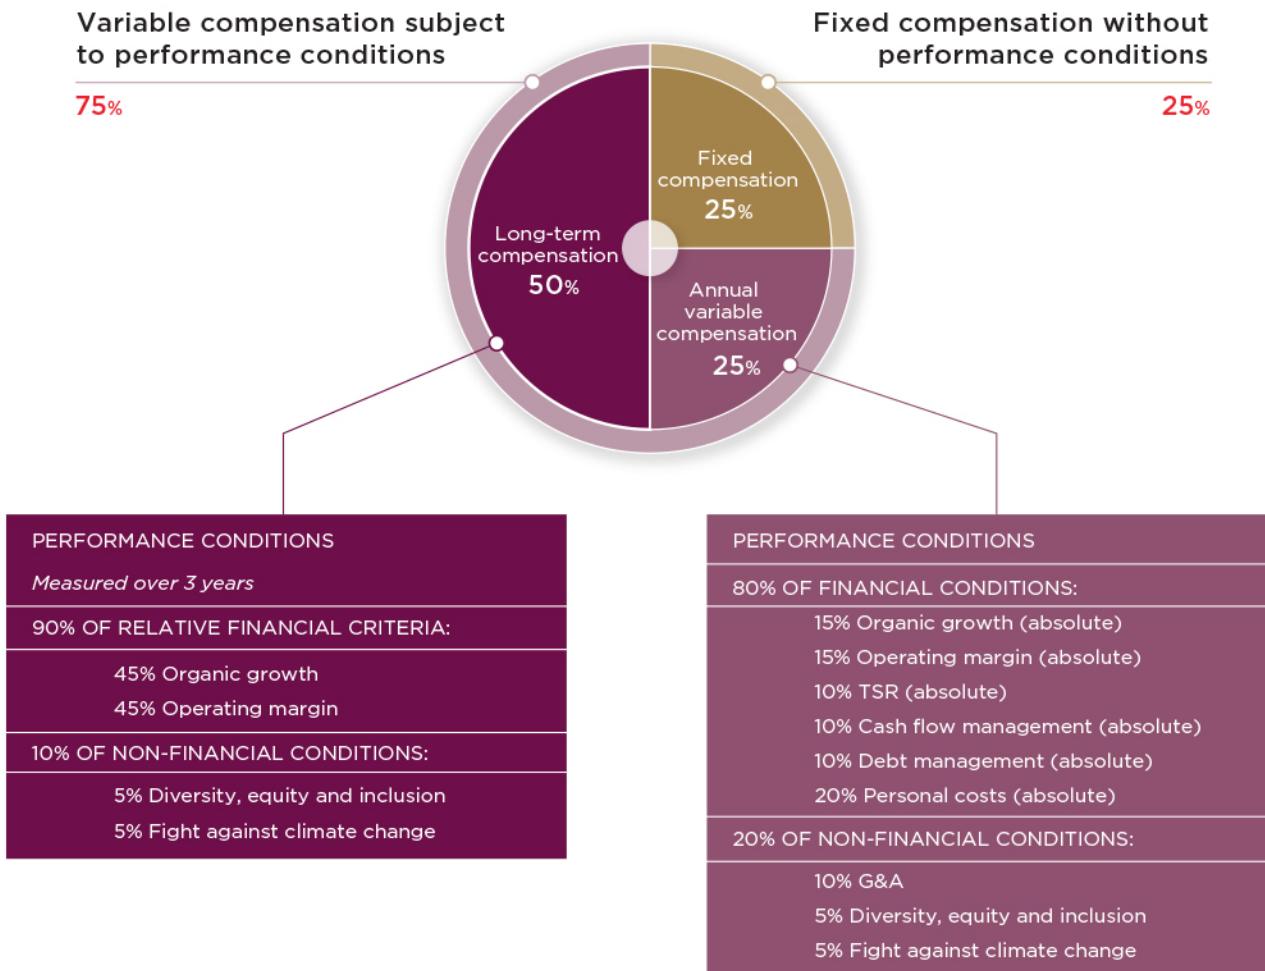 Variable compensation subject
to performance conditions
75%
Fixed compensation without
performance conditions
25%
Fixed
compensation
25%
Long-term
compensation
50%
Annual
variable
compensation
25%
PERFORMANCE CONDITIONS
Measured over 3 years
90% OF RELATIVE FINANCIAL CRITERIA:
45% Organic growth
45% Operating margin
10% OF NON-FINANCIAL CONDITIONS:
5% Diversity, equity and inclusion
5% Fight against climate change
PERFORMANCE CONDITIONS
80% OF FINANCIAL CONDITIONS:
15% Organic growth (absolute)
15% Operating margin (absolute)
10% TSR (absolute)
10% Cash flow management (absolute)
10% Debt management (absolute)
20% Personal costs (absolute)
20% OF NON-FINANCIAL CONDITIONS:
10% G&A
5% Diversity, equity and inclusion
5% Fight against climate change